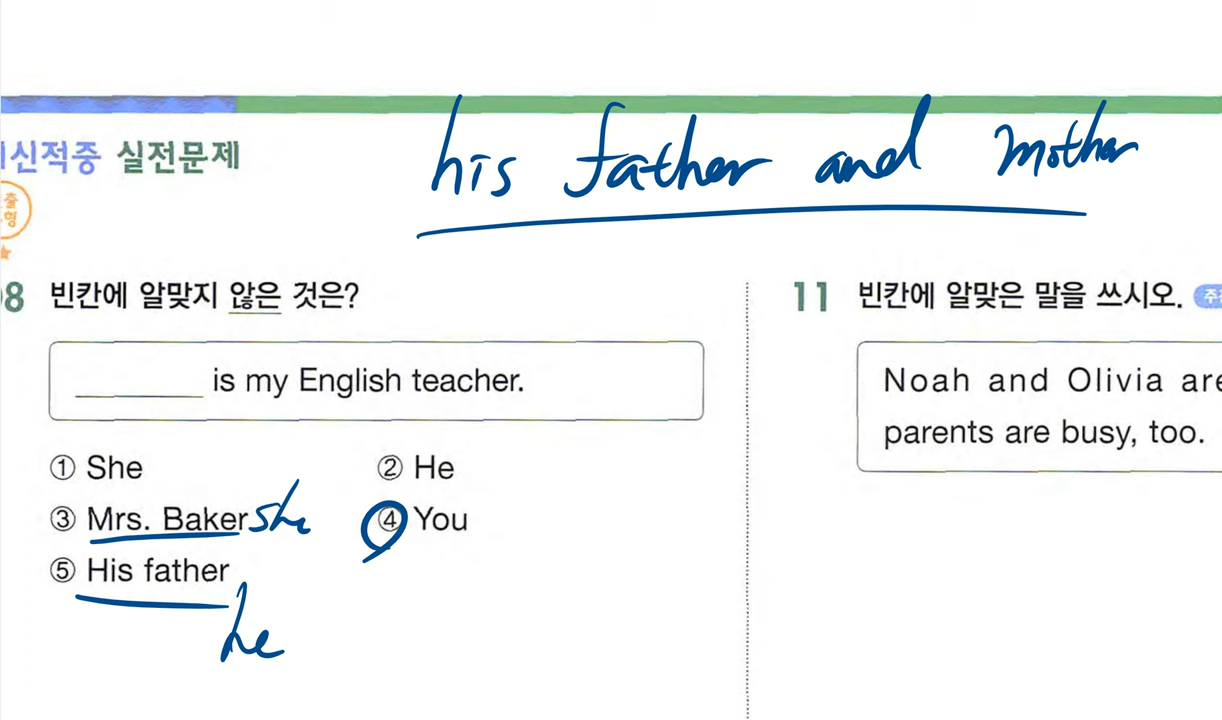 his father and mother
신적중 실전문제
8 빈칸에 알맞지 않은 것은?
________ is my English teacher.
① She ② He
③ Mrs. Baker she ④ You
⑤ His father
he
11 빈칸에 알맞은 말을 쓰시오.
Noah and Olivia are
parents are busy, too.